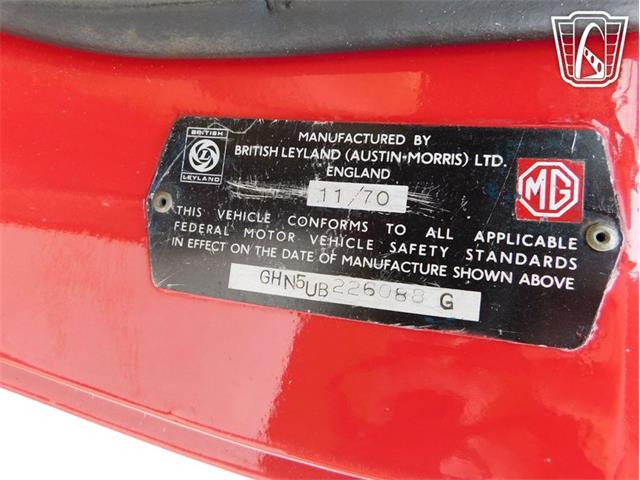 BRITISH
LEYLAND
MANUFACTURED BY
BRITISH LEYLAND (AUSTIN-MORRIS) LTD.
ENGLAND
11/70
MG
THIS VEHICLE CONFORMS TO ALL APPLICABLE
FEDERAL MOTOR VEHICLE SAFETY STANDARDS
IN EFFECT ON THE DATE OF MANUFACTURE SHOWN ABOVE
GHN5UB226088 G